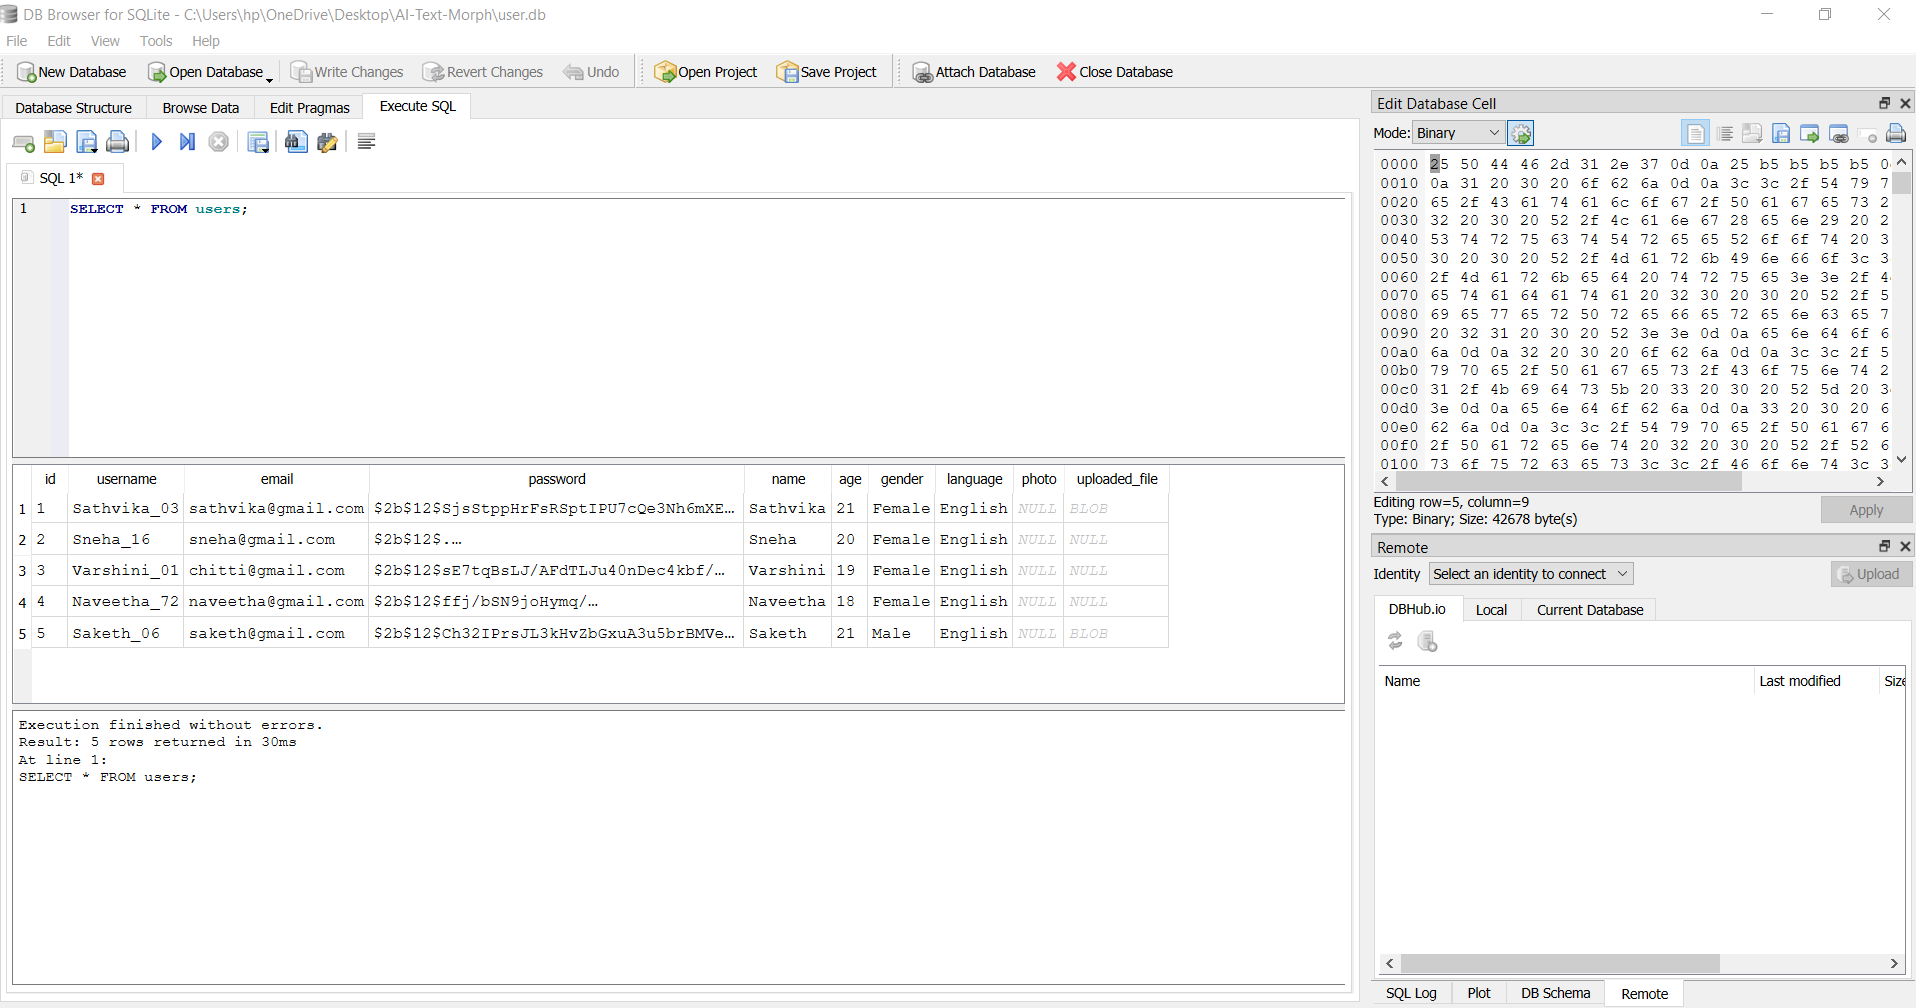 DB Browser for SQLite - C:\Users\hp\OneDrive\Desktop\AI-Text-Morph\user.db
File Edit View Tools Help
New Database Open Database Write Changes Revert Changes Undo Open Project Save Project Attach Database Close Database
Database Structure Browse Data Edit Pragmas Execute SQL
SQL 1*
1 SELECT * FROM users;
id username email password name age gender language photo uploaded_file
1 1 Sathvika_03 sathvika@gmail.com $2b$12$SjsStppHrFsRSptIPU7cQe3Nh6mXE... Sathvika 21 Female English NULL BLOB
2 2 Sneha_16 sneha@gmail.com $2b$12$.… Sneha 20 Female English NULL NULL
3 3 Varshini_01 chitti@gmail.com $2b$12$sE7tqBsLJ/AFdTLJu40nDec4kbf/… Varshini 19 Female English NULL NULL
4 4 Naveetha_72 naveetha@gmail.com $2b$12$ffj/bSN9joHymq/… Naveetha 18 Female English NULL NULL
5 5 Saketh_06 saketh@gmail.com $2b$12$Ch32IPrsJL3kHvZbGxuA3u5brBMVe... Saketh 21 Male English NULL BLOB
Execution finished without errors.
Result: 5 rows returned in 30ms
At line 1:
SELECT * FROM users;
Edit Database Cell
Mode: Binary
0000 25 50 44 46 2d 31 2e 37 0d 0a 25 b5 b5 b5 b5
0010 0a 31 20 30 20 6f 62 6a 0d 0a 3c 3c 2f 54 79 7
0020 65 2f 43 61 74 61 6c 6f 67 2f 50 61 67 65 73 2
0030 32 20 30 20 52 2f 4c 61 6e 67 28 65 6e 29 20 2
0040 53 74 72 75 63 74 54 72 65 65 52 6f 6f 74 20 3
0050 30 20 30 20 52 2f 4d 61 72 6b 49 6e 66 6f 3c 3
0060 2f 4d 61 72 6b 65 64 20 74 72 75 65 3e 3e 2f 4
0070 65 74 61 64 61 74 61 20 32 30 20 30 20 52 2f 5
0080 69 65 77 65 72 50 72 65 66 65 72 65 6e 63 65 7
0090 20 32 31 20 30 20 52 3e 3e 0d 0a 65 6e 64 6f 6
00a0 6a 0d 0a 32 20 30 20 6f 62 6a 0d 0a 3c 3c 2f 5
00b0 79 70 65 2f 50 61 67 65 73 2f 43 6f 75 6e 74 2
00c0 31 2f 4b 69 64 73 5b 20 33 20 30 20 52 5d 20 3
00d0 3e 0d 0a 65 6e 64 6f 62 6a 0d 0a 33 20 30 20 6
00e0 62 6a 0d 0a 3c 3c 2f 54 79 70 65 2f 50 61 67 6
00f0 2f 50 61 72 65 6e 74 20 32 20 30 20 52 2f 52 6
0100 73 6f 75 72 63 65 73 3c 3c 2f 46 6f 6e 74 3c 3
Editing row=5, column=9
Type: Binary; Size: 42678 byte(s)
Apply
Remote
Identity Select an identity to connect Upload
DBHub.io Local Current Database
Name Last modified Size
SQL Log Plot DB Schema Remote